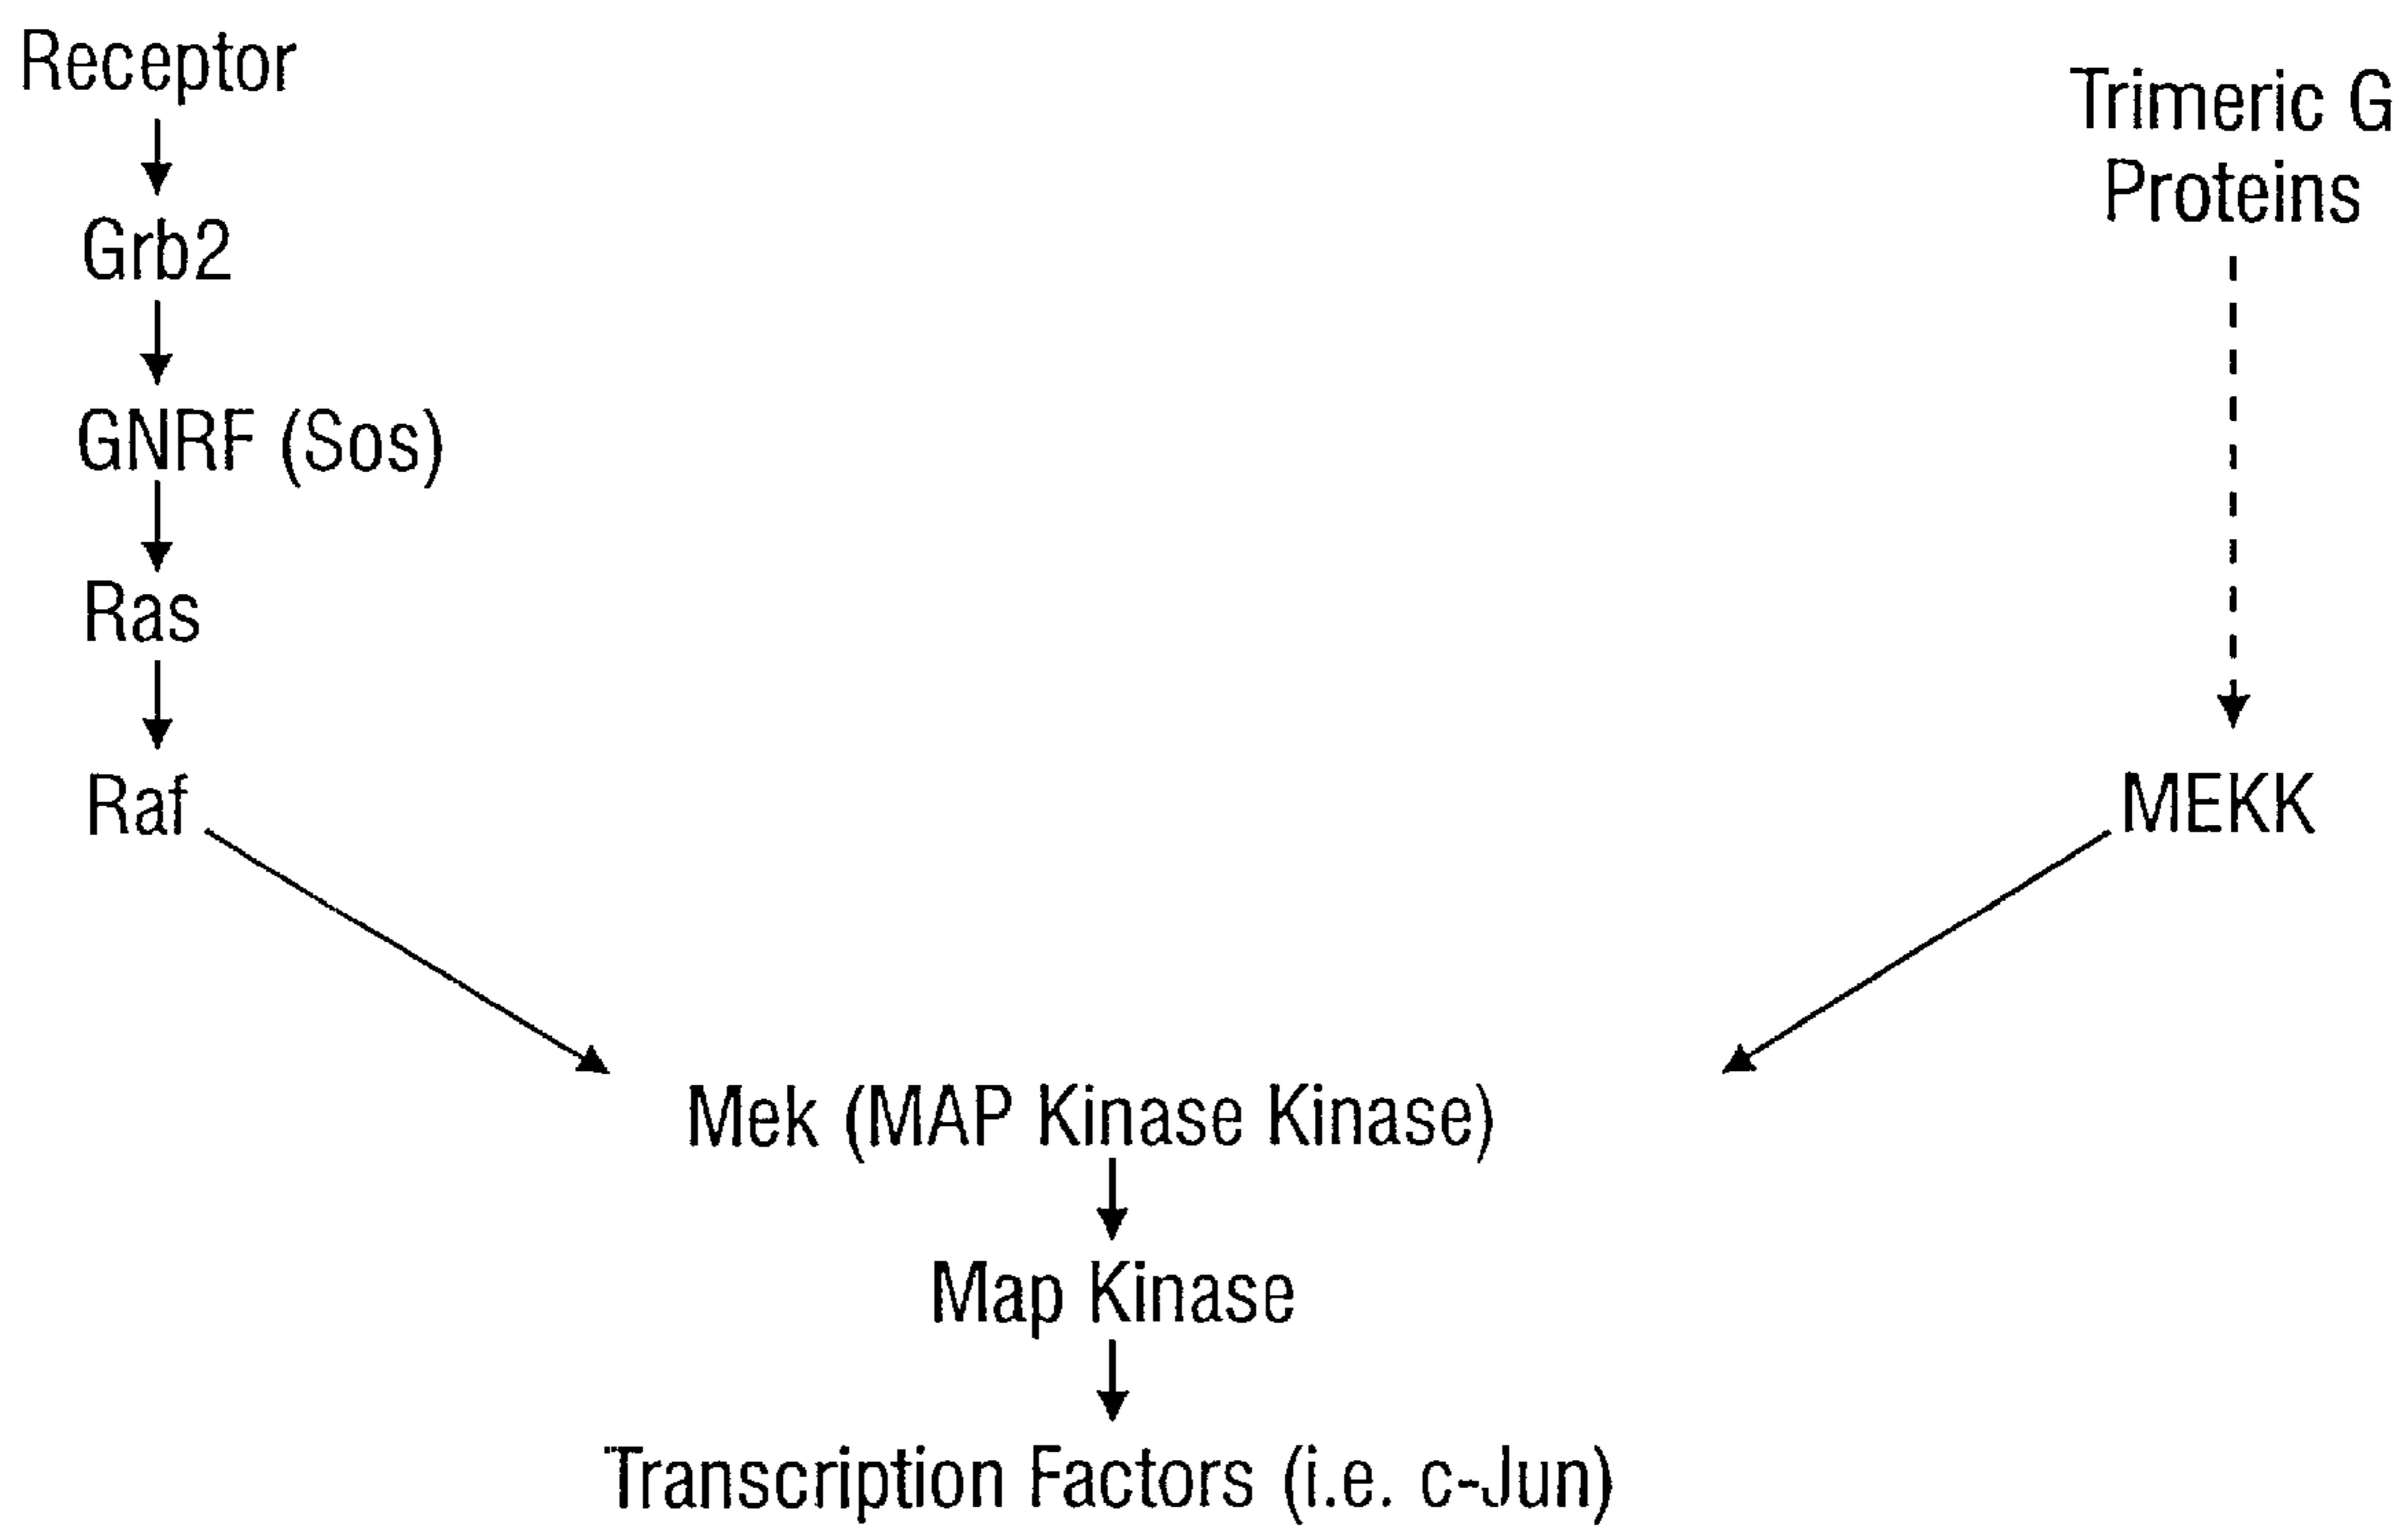 Receptor
Trimeric G
Proteins
Grb2
GNRF (Sos)
Ras
Raf
MEKK
Mek (MAP Kinase Kinase)
Map Kinase
Transcription Factors (i.e. c-Jun)